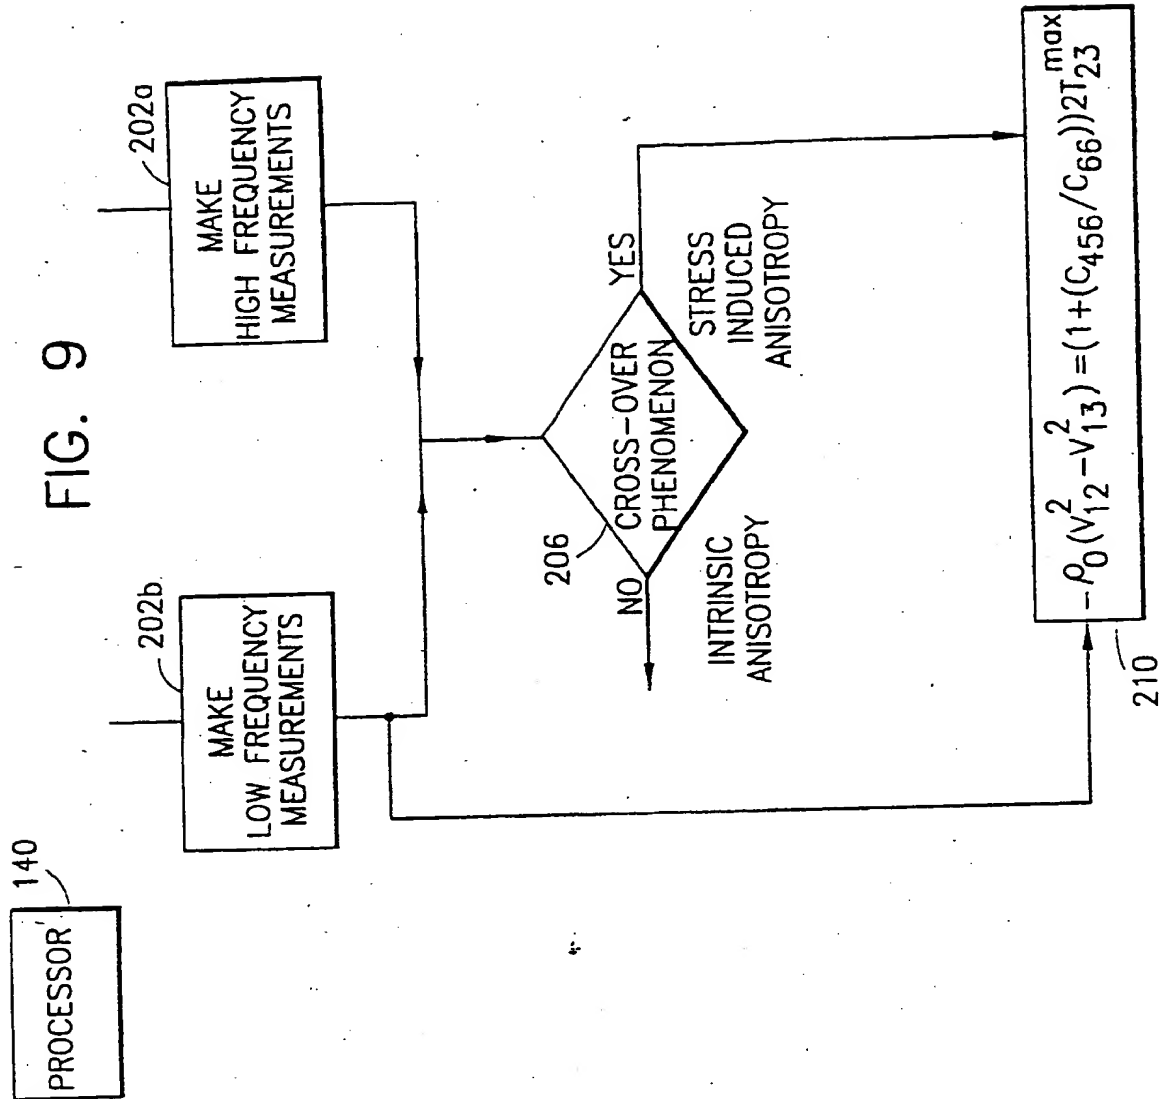 FIG. 9
PROCESSOR
140
MAKE
LOW FREQUENCY
MEASUREMENTS
202b
MAKE
HIGH FREQUENCY
MEASUREMENTS
202a
206
CROSS-OVER
PHENOMENON
NO
YES
INTRINSIC
ANISOTROPY
STRESS
INDUCED
ANISOTROPY
-ρ₀(V₁₂² - V₁₃²) = (1+(C₄₅₆/C₆₆))2T₂₃ᵐᵃˣ
210